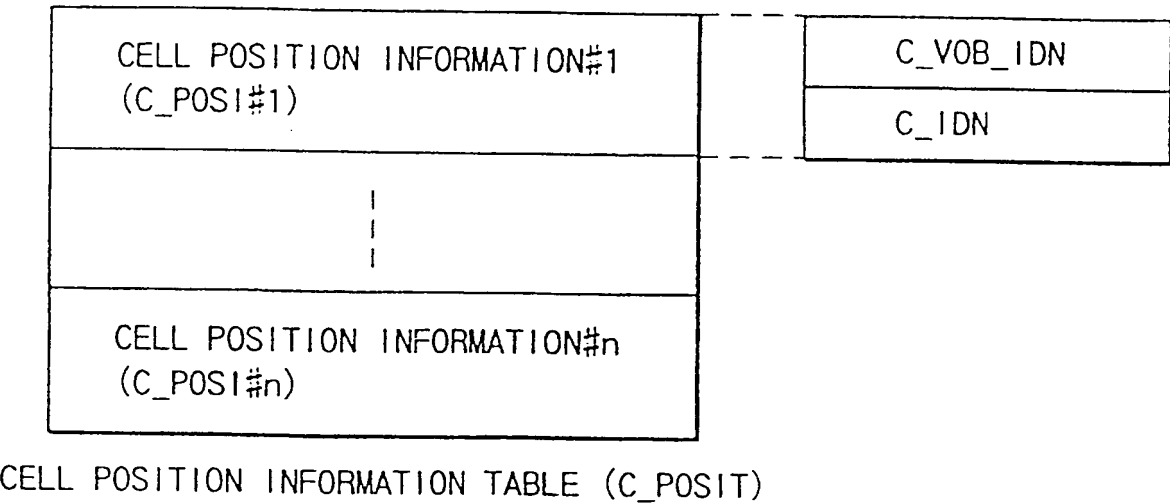 CELL POSITION INFORMATION#1
(C_POSI#1)
C_VOB_IDN
C_IDN
CELL POSITION INFORMATION#n
(C_POSI#n)
CELL POSITION INFORMATION TABLE (C_POSIT)